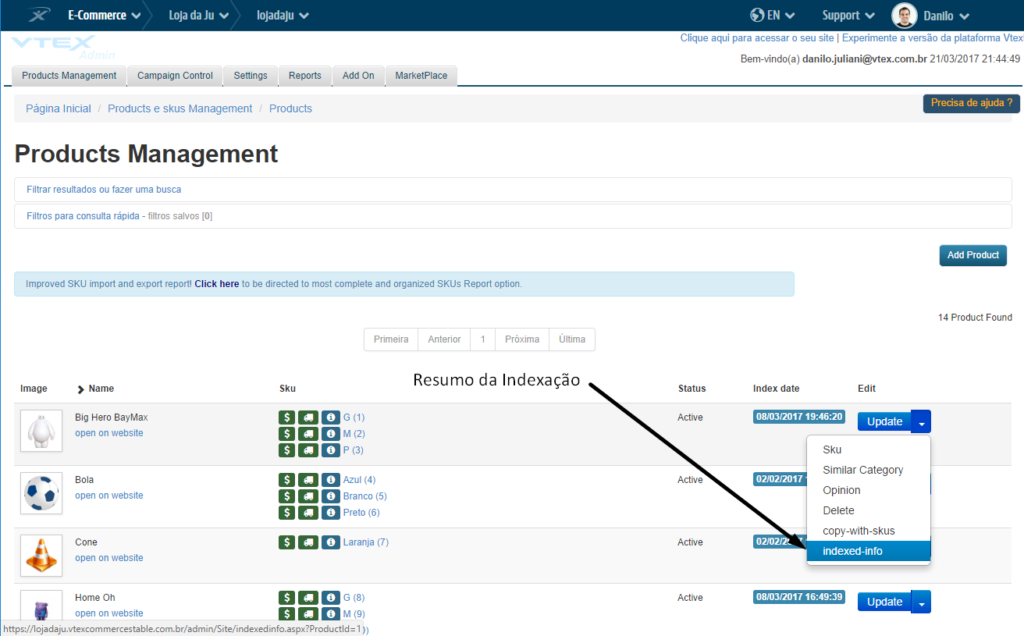 E-Commerce Loja da Ju lojadaju EN Support Danilo
VTEX Admin
Clique aqui para acessar o seu site | Experimente a versão da plataforma Vtex
Bem-vindo(a) danilo.juliani@vtex.com.br 21/03/2017 21:44:49
Products Management Campaign Control Settings Reports Add On MarketPlace
Página Inicial / Products e skus Management / Products
Precisa de ajuda ?
Products Management
Filtrar resultados ou fazer uma busca
Filtros para consulta rápida - filtros salvos [0]
Add Product
Improved SKU import and export report! Click here to be directed to most complete and organized SKUs Report option.
14 Product Found
Primeira Anterior 1 Próxima Última
Resumo da Indexação
Image Name Sku Status Index date Edit
Big Hero BayMax
open on website
$ G (1)
$ M (2)
$ P (3)
Active
08/03/2017 19:46:20
Update
Sku
Similar Category
Opinion
Delete
copy-with-skus
indexed-info
Bola
open on website
$ Azul (4)
$ Branco (5)
$ Preto (6)
Active
02/02/2017
Cone
open on website
$ Laranja (7)
Active
Home Oh
open on website
$ G (8)
$ M (9)
Active
08/03/2017 16:49:39
Update
https://lojadaju.vtexcommercestable.com.br/admin/Site/indexedinfo.aspx?ProductId=1